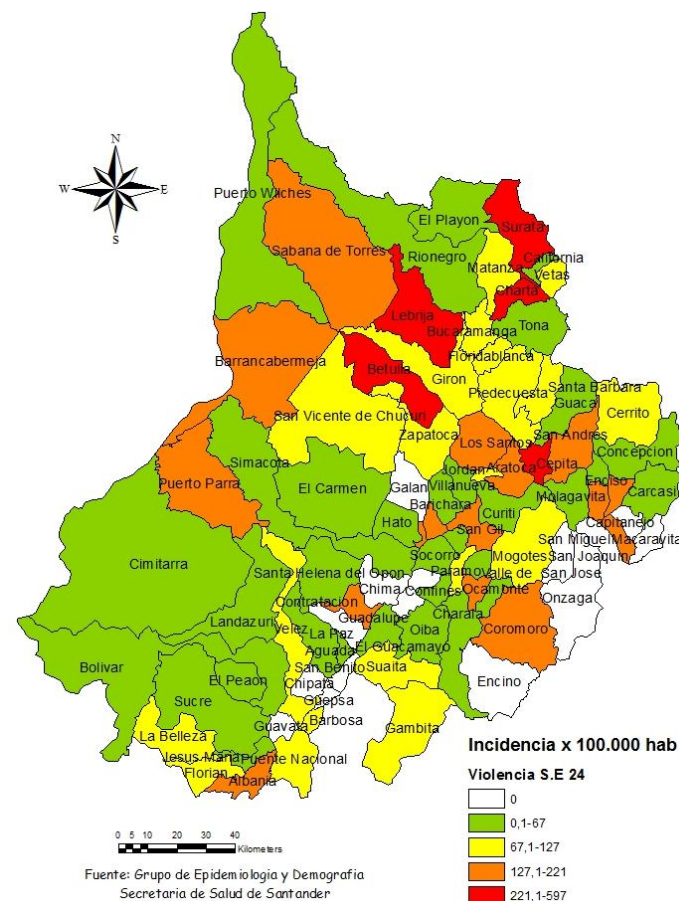 N
W E
S
Puerto Wilches
El Playon
Surata
Sabana de Torres
Rionegro
Matanza
California
Vetas
Charta
Lebrija
Bucaramanga
Tona
Barrancabermeja
Betulia
Floridablanca
Giron
Piedecuesta
Santa Barbara
Guaca
Cerrito
San Vicente de Chucuri
Zapatoca
Los Santos
San Andres
Concepcion
Simacota
Jordan
Aratoca
Cepita
Puerto Parra
El Carmen
Galan
Villanueva
Enciso
Carcasi
Barichara
Molagavita
Hato
San Gil
Curiti
Capitanejo
San Miguel
Macaravita
Cimitarra
Socorro
Mogotes
San Joaquin
Santa Helena del Opon
Paramo
Valle de
San Jose
Chima
Confines
Ocamonte
Onzaga
Contratacion
Landazuri
Velez
Guadalupe
Charala
La Paz
Oiba
Coromoro
Aguada
El Guacamayo
Bolivar
San Benito
Suaita
El Peaon
Chipata
Encino
Sucre
Guepsa
Guavata
Barbosa
Gambita
La Belleza
Jesus Maria
Puente Nacional
Florian
Albania
Incidencia x 100.000 hab
Violencia S.E 24
0
0,1-67
67,1-127
127,1-221
221,1-597
0 5 10 20 30 40
Kilometers
Fuente: Grupo de Epidemiologia y Demografia
Secretaria de Salud de Santander